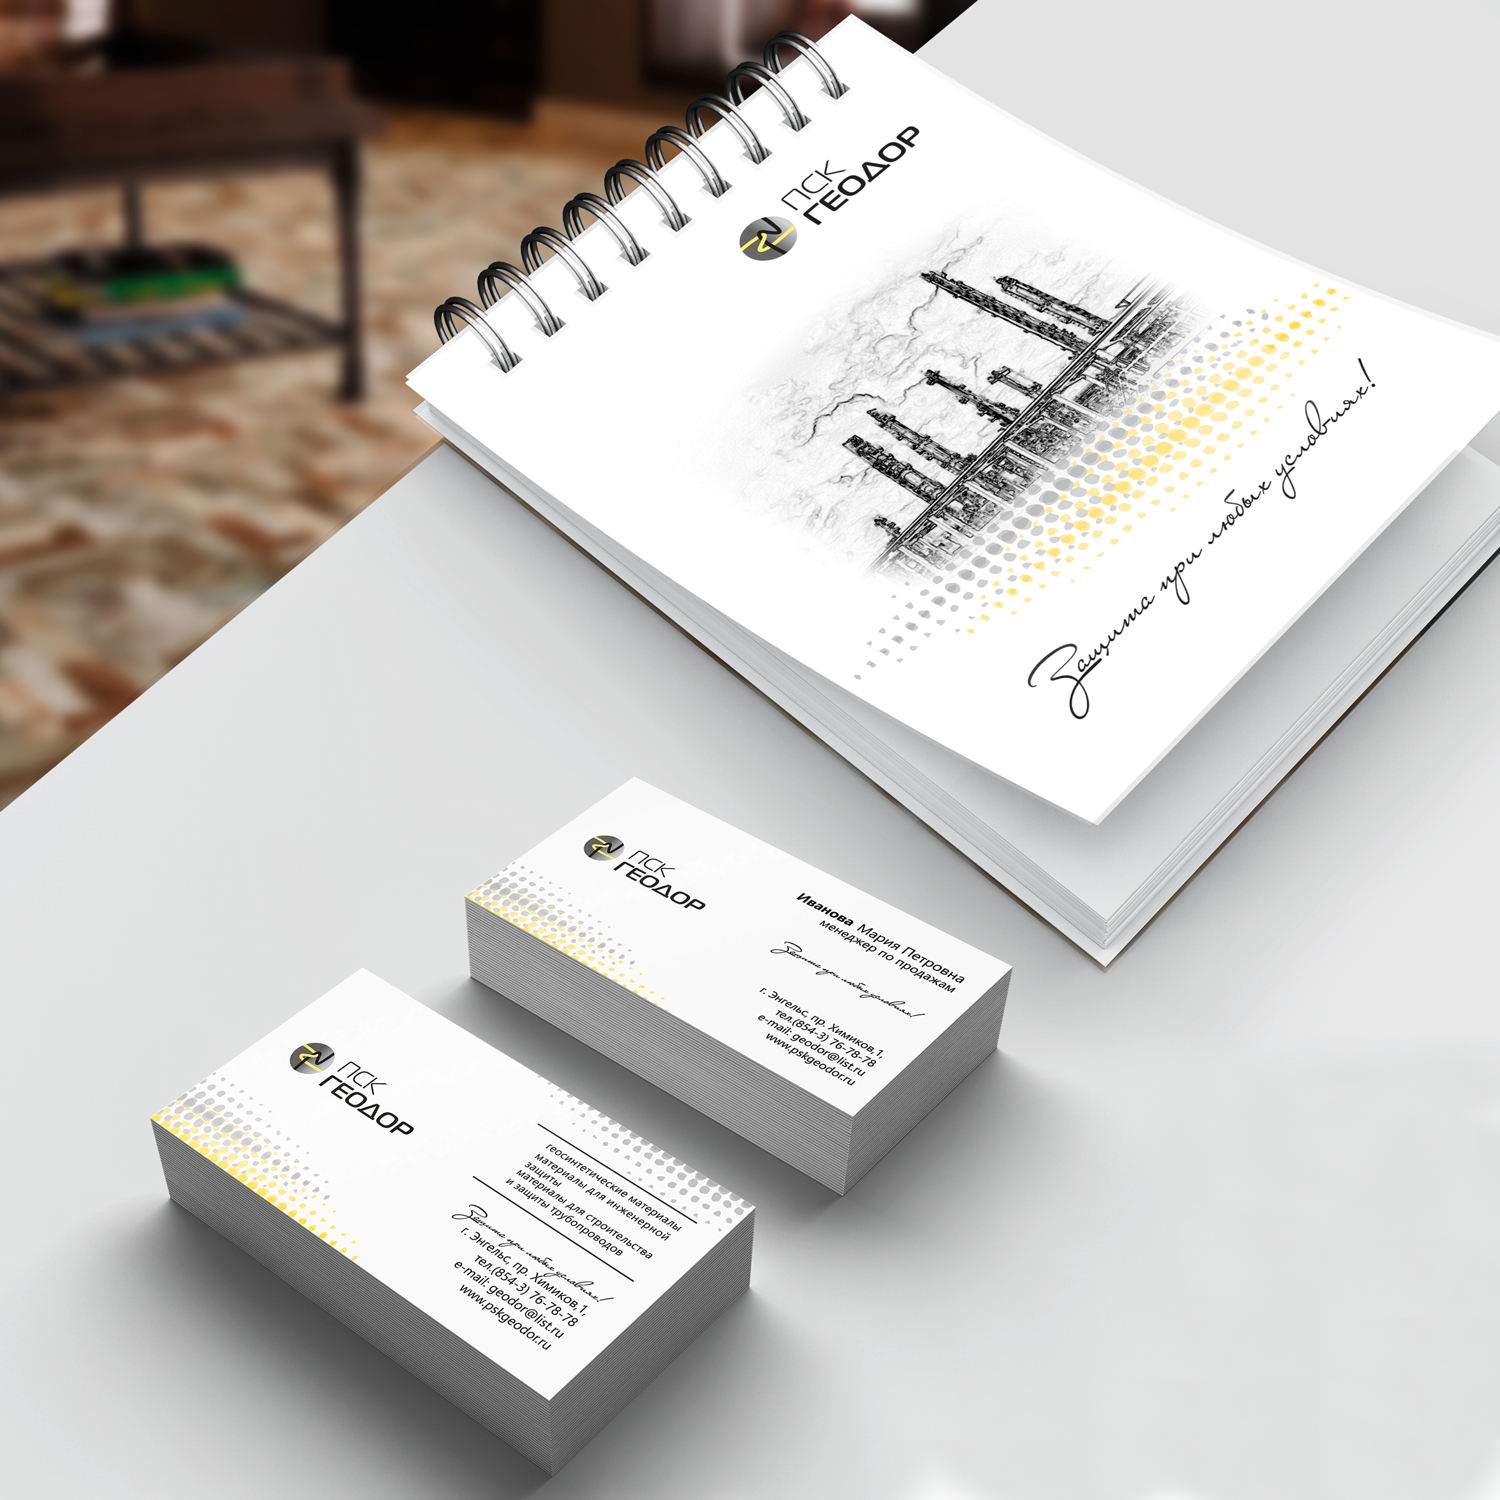 ПСК
ГЕОДОР
Защита при любых условиях!
ПСК
ГЕОДОР
Иванова Мария Петровна
менеджер по продажам
Защита при любых условиях!
г. Энгельс, пр. Химиков,1,
тел.(854-3) 76-78-78
e-mail: geodor@list.ru
www.pskgeodor.ru
ПСК
ГЕОДОР
геосинтетические материалы
материалы для инженерной
защиты
материалы для строительства
и защиты трубопроводов
Защита при любых условиях!
г. Энгельс, пр. Химиков,1,
тел.(854-3) 76-78-78
e-mail: geodor@list.ru
www.pskgeodor.ru